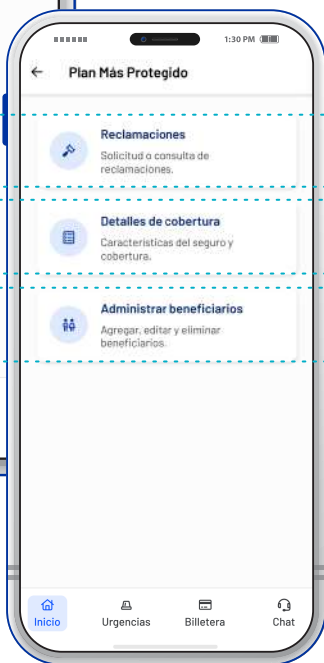 1:30 PM
Plan Más Protegido
Reclamaciones
Solicitud o consulta de
reclamaciones.
Detalles de cobertura
Características del seguro y
cobertura.
Administrar beneficiarios
Agregar, editar y eliminar
beneficiarios.
Inicio
Urgencias
Billetera
Chat